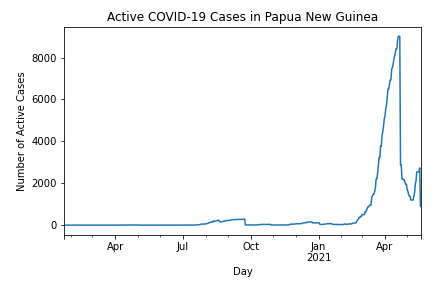 Active COVID-19 Cases in Papua New Guinea
Number of Active Cases
8000
6000
4000
2000
0
Apr
Jul
Oct
Jan
2021
Apr
Day